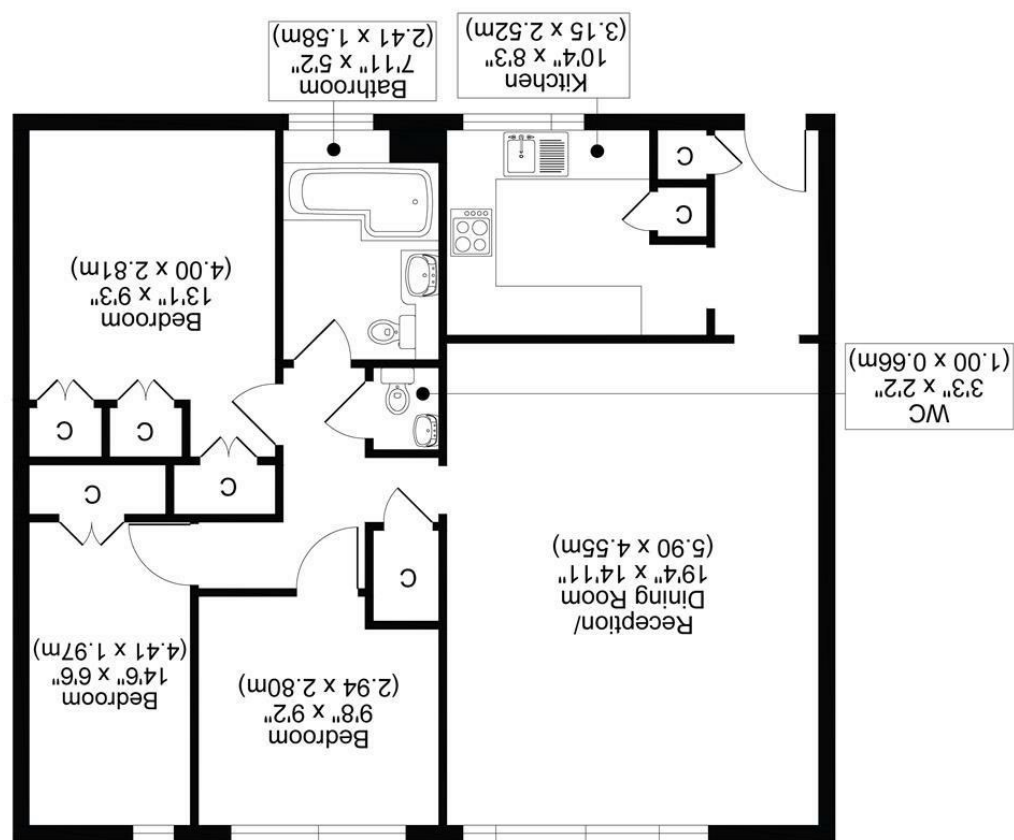 Reception/
Dining Room
19'4" x 14'11"
(5.90 x 4.55m)
Bedroom
9'8" x 9'2"
(2.94 x 2.80m)
Bedroom
14'6" x 6'6"
(4.41 x 1.97m)
C
C
C
C
C
WC
3'3" x 2'2"
(1.00 x 0.66m)
Bedroom
13'1" x 9'3"
(4.00 x 2.81m)
C
C
Kitchen
10'4" x 8'3"
(3.15 x 2.52m)
Bathroom
7'11" x 5'2"
(2.41 x 1.58m)